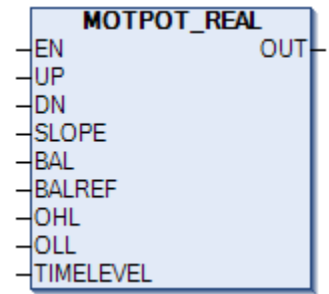 MOTPOT_REAL
EN OUT
UP
DN
SLOPE
BAL
BALREF
OHL
OLL
TIMELEVEL